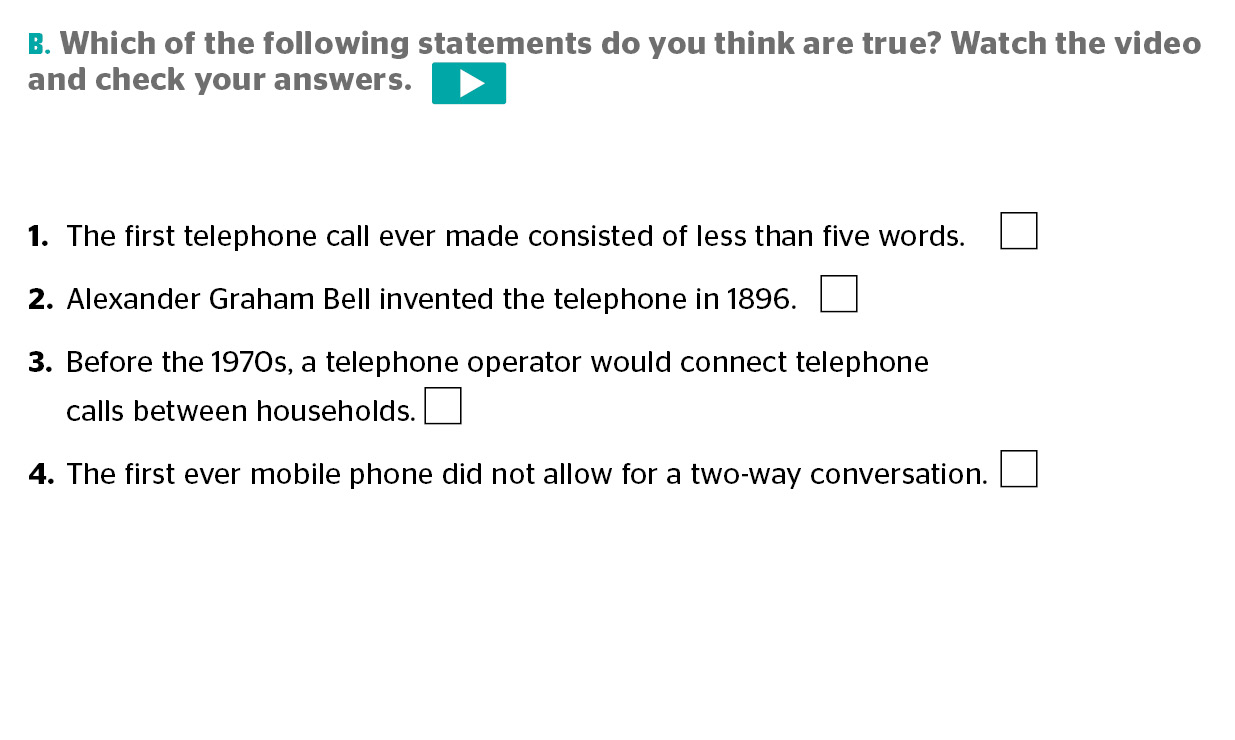 B. Which of the following statements do you think are true? Watch the video
and check your answers.
1. The first telephone call ever made consisted of less than five words.
2. Alexander Graham Bell invented the telephone in 1896.
3. Before the 1970s, a telephone operator would connect telephone
calls between households.
4. The first ever mobile phone did not allow for a two-way conversation.